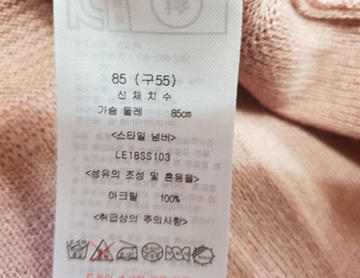 85 (구55)
신 체 치 수
가슴 둘레 85cm
<스타일 넘버>
LE18SS103
<섬유의 조성 및 혼용율>
아크릴 100%
<취급상의 주의사항>